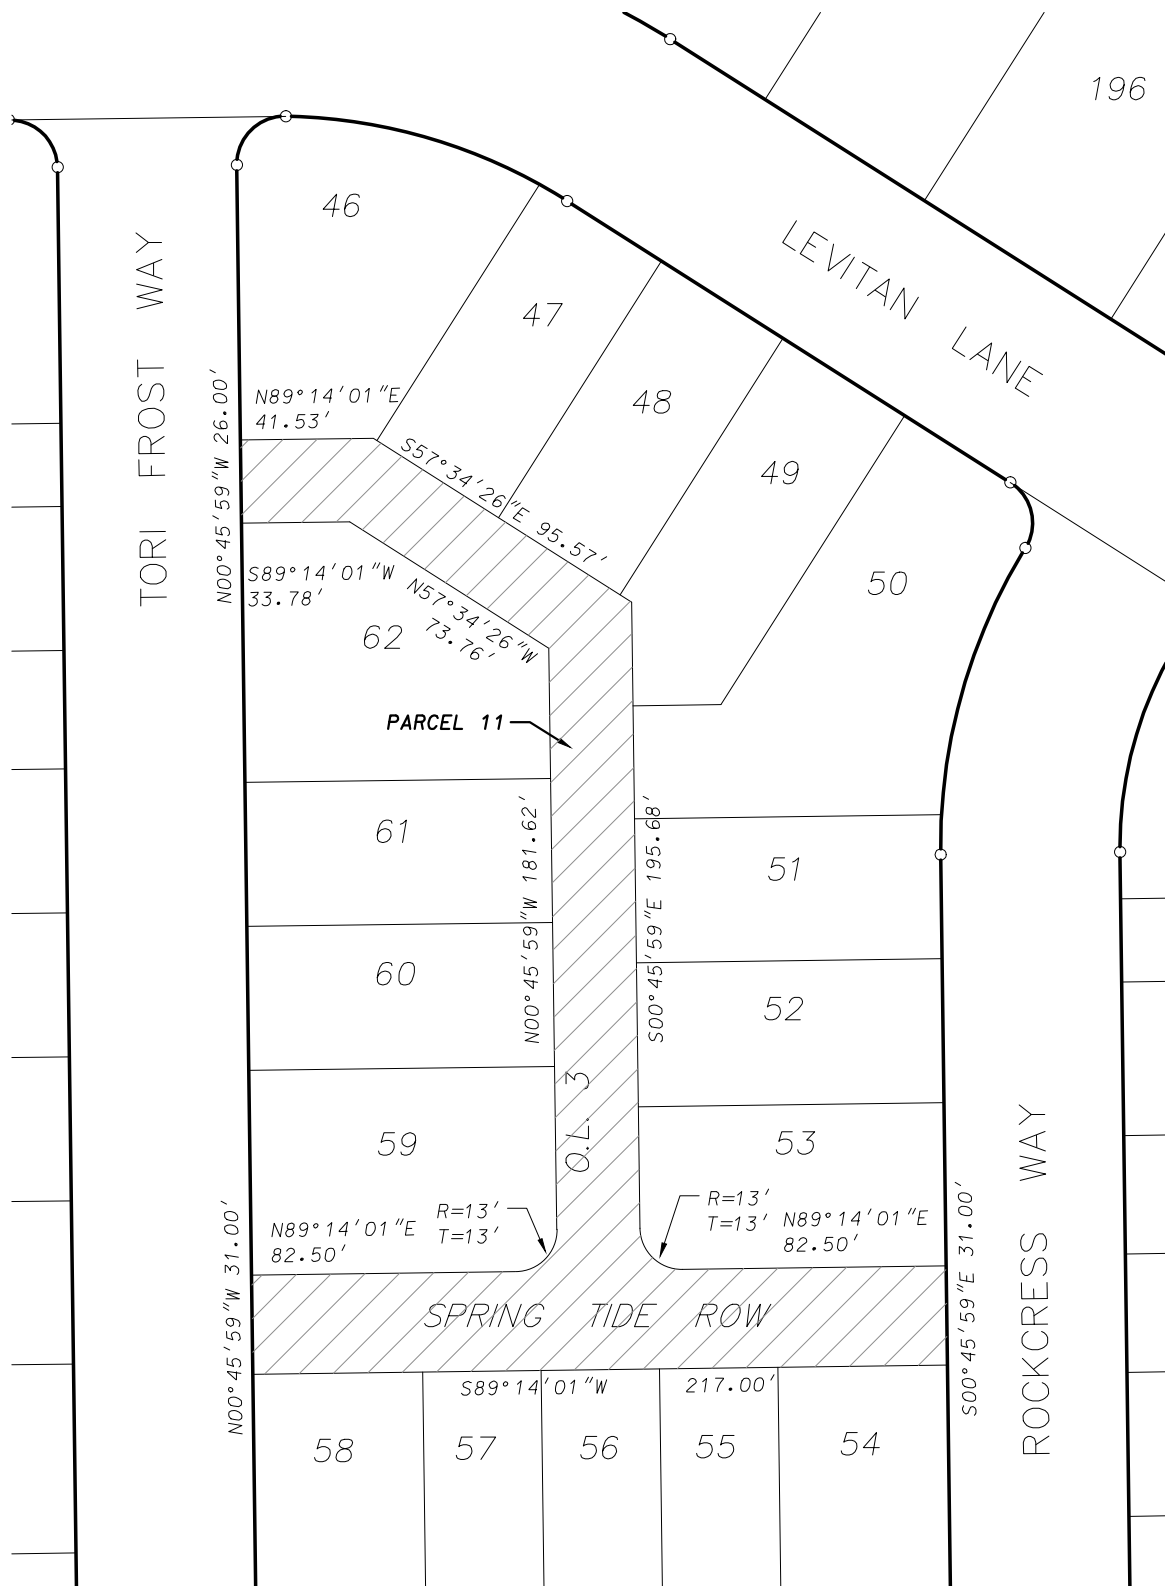 196
46
LEVITAN LANE
47
TORI FROST WAY
N00°45'59"W 26.00'
N89°14'01"E
41.53'
48
S57°34'26"E 95.57'
49
S89°14'01"W
33.78'
N57°34'26"W
73.76'
50
62
PARCEL 11
61
N00°45'59"W 181.62'
S00°45'59"E 195.68'
51
60
52
O.L. 3
59
53
R=13'
T=13'
R=13'
T=13'
N89°14'01"E
82.50'
N89°14'01"E
82.50'
N00°45'59"W 31.00'
S00°45'59"E 31.00'
ROCKCRESS WAY
SPRING TIDE ROW
S89°14'01"W 217.00'
58
57
56
55
54